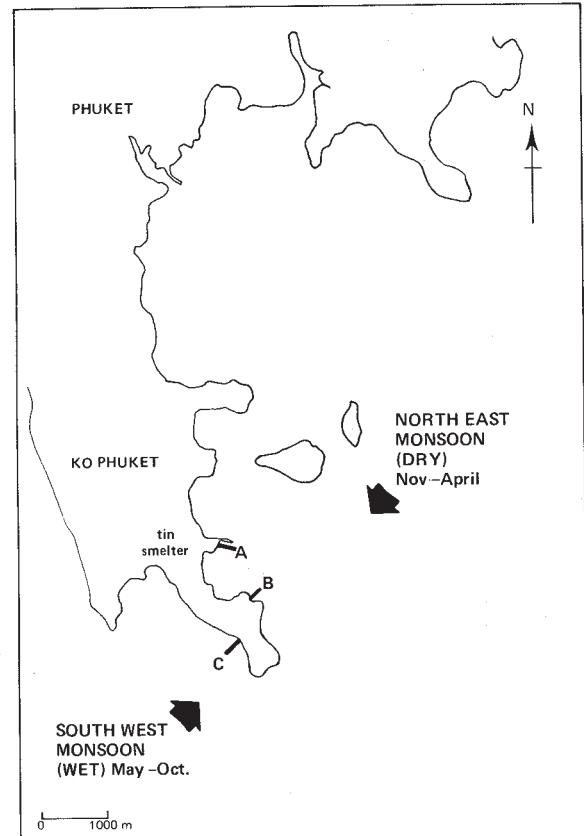 PHUKET
N
NORTH EAST
MONSOON
(DRY)
Nov-April
KO PHUKET
tin
smelter
A
B
C
SOUTH WEST
MONSOON
(WET) May-Oct.
0 1000 m